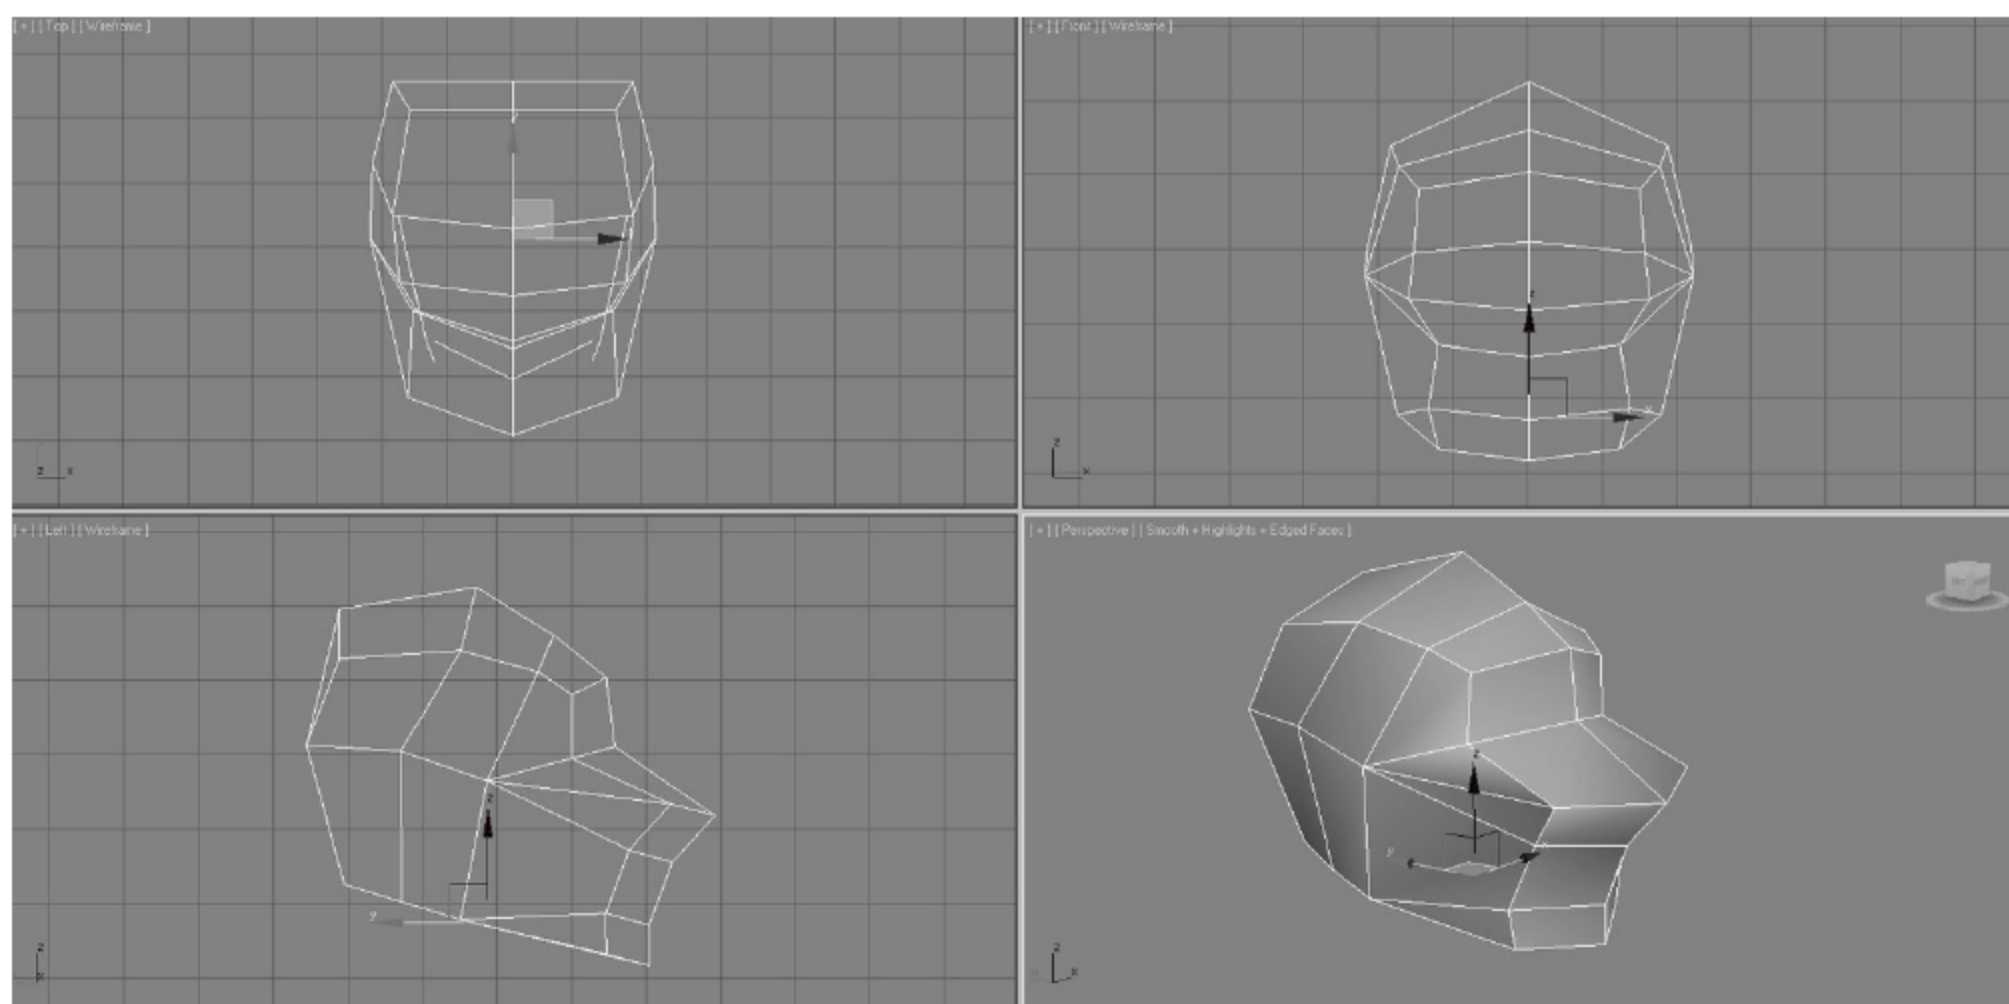 [ + ] [ Top ] [ Wireframe ]
[ + ] [ Front ] [ Wireframe ]
z
x
z
x
z
x
[ + ] [ Left ] [ Wireframe ]
[ + ] [ Perspective ] [ Smooth + Highlights + Edged Faces ]
z
y
z
y
x
z
x
z
x